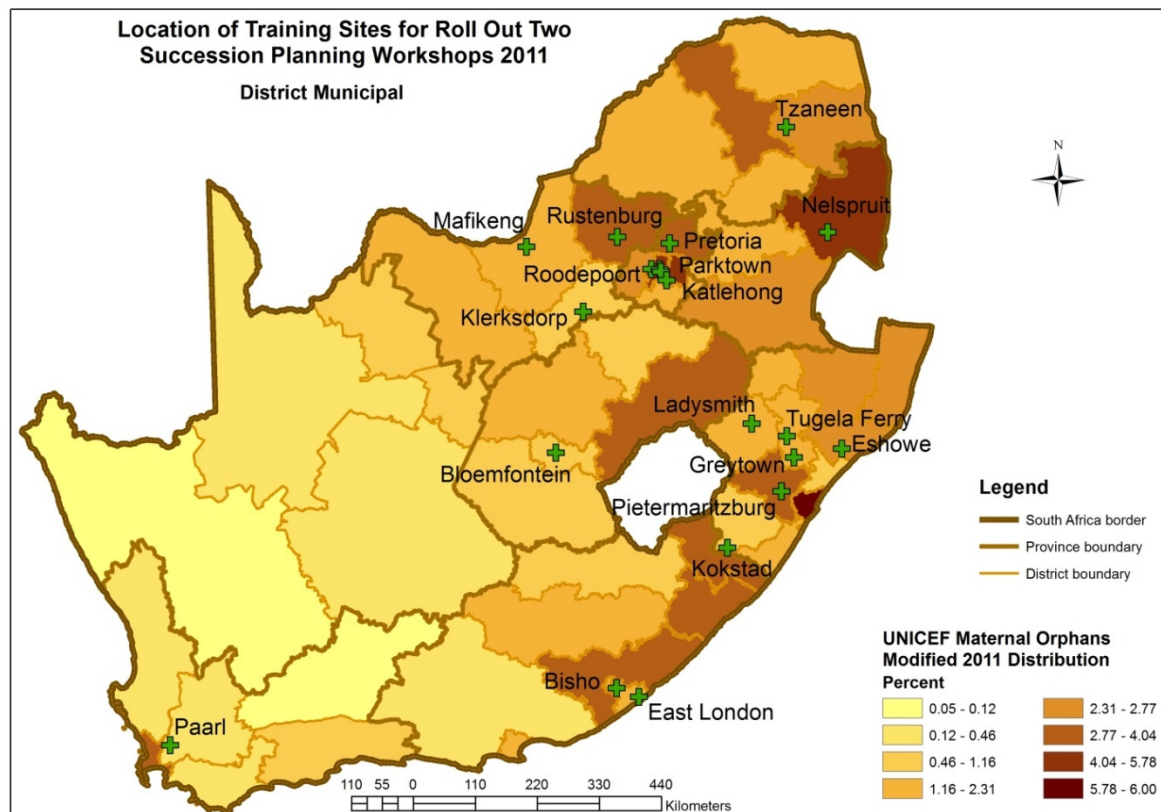 Location of Training Sites for Roll Out Two
Succession Planning Workshops 2011
District Municipal
N
Tzaneen
Nelspruit
Mafikeng
Rustenburg
Pretoria
Roodepoort
Parktown
Katlehong
Klerksdorp
Ladysmith
Tugela Ferry
Eshowe
Bloemfontein
Greytown
Pietermaritzburg
Kokstad
Bisho
East London
Paarl
Legend
South Africa border
Province boundary
District boundary
UNICEF Maternal Orphans
Modified 2011 Distribution
Percent
0.05 - 0.12
0.12 - 0.46
0.46 - 1.16
1.16 - 2.31
2.31 - 2.77
2.77 - 4.04
4.04 - 5.78
5.78 - 6.00
110 55 0 110 220 330 440
Kilometers